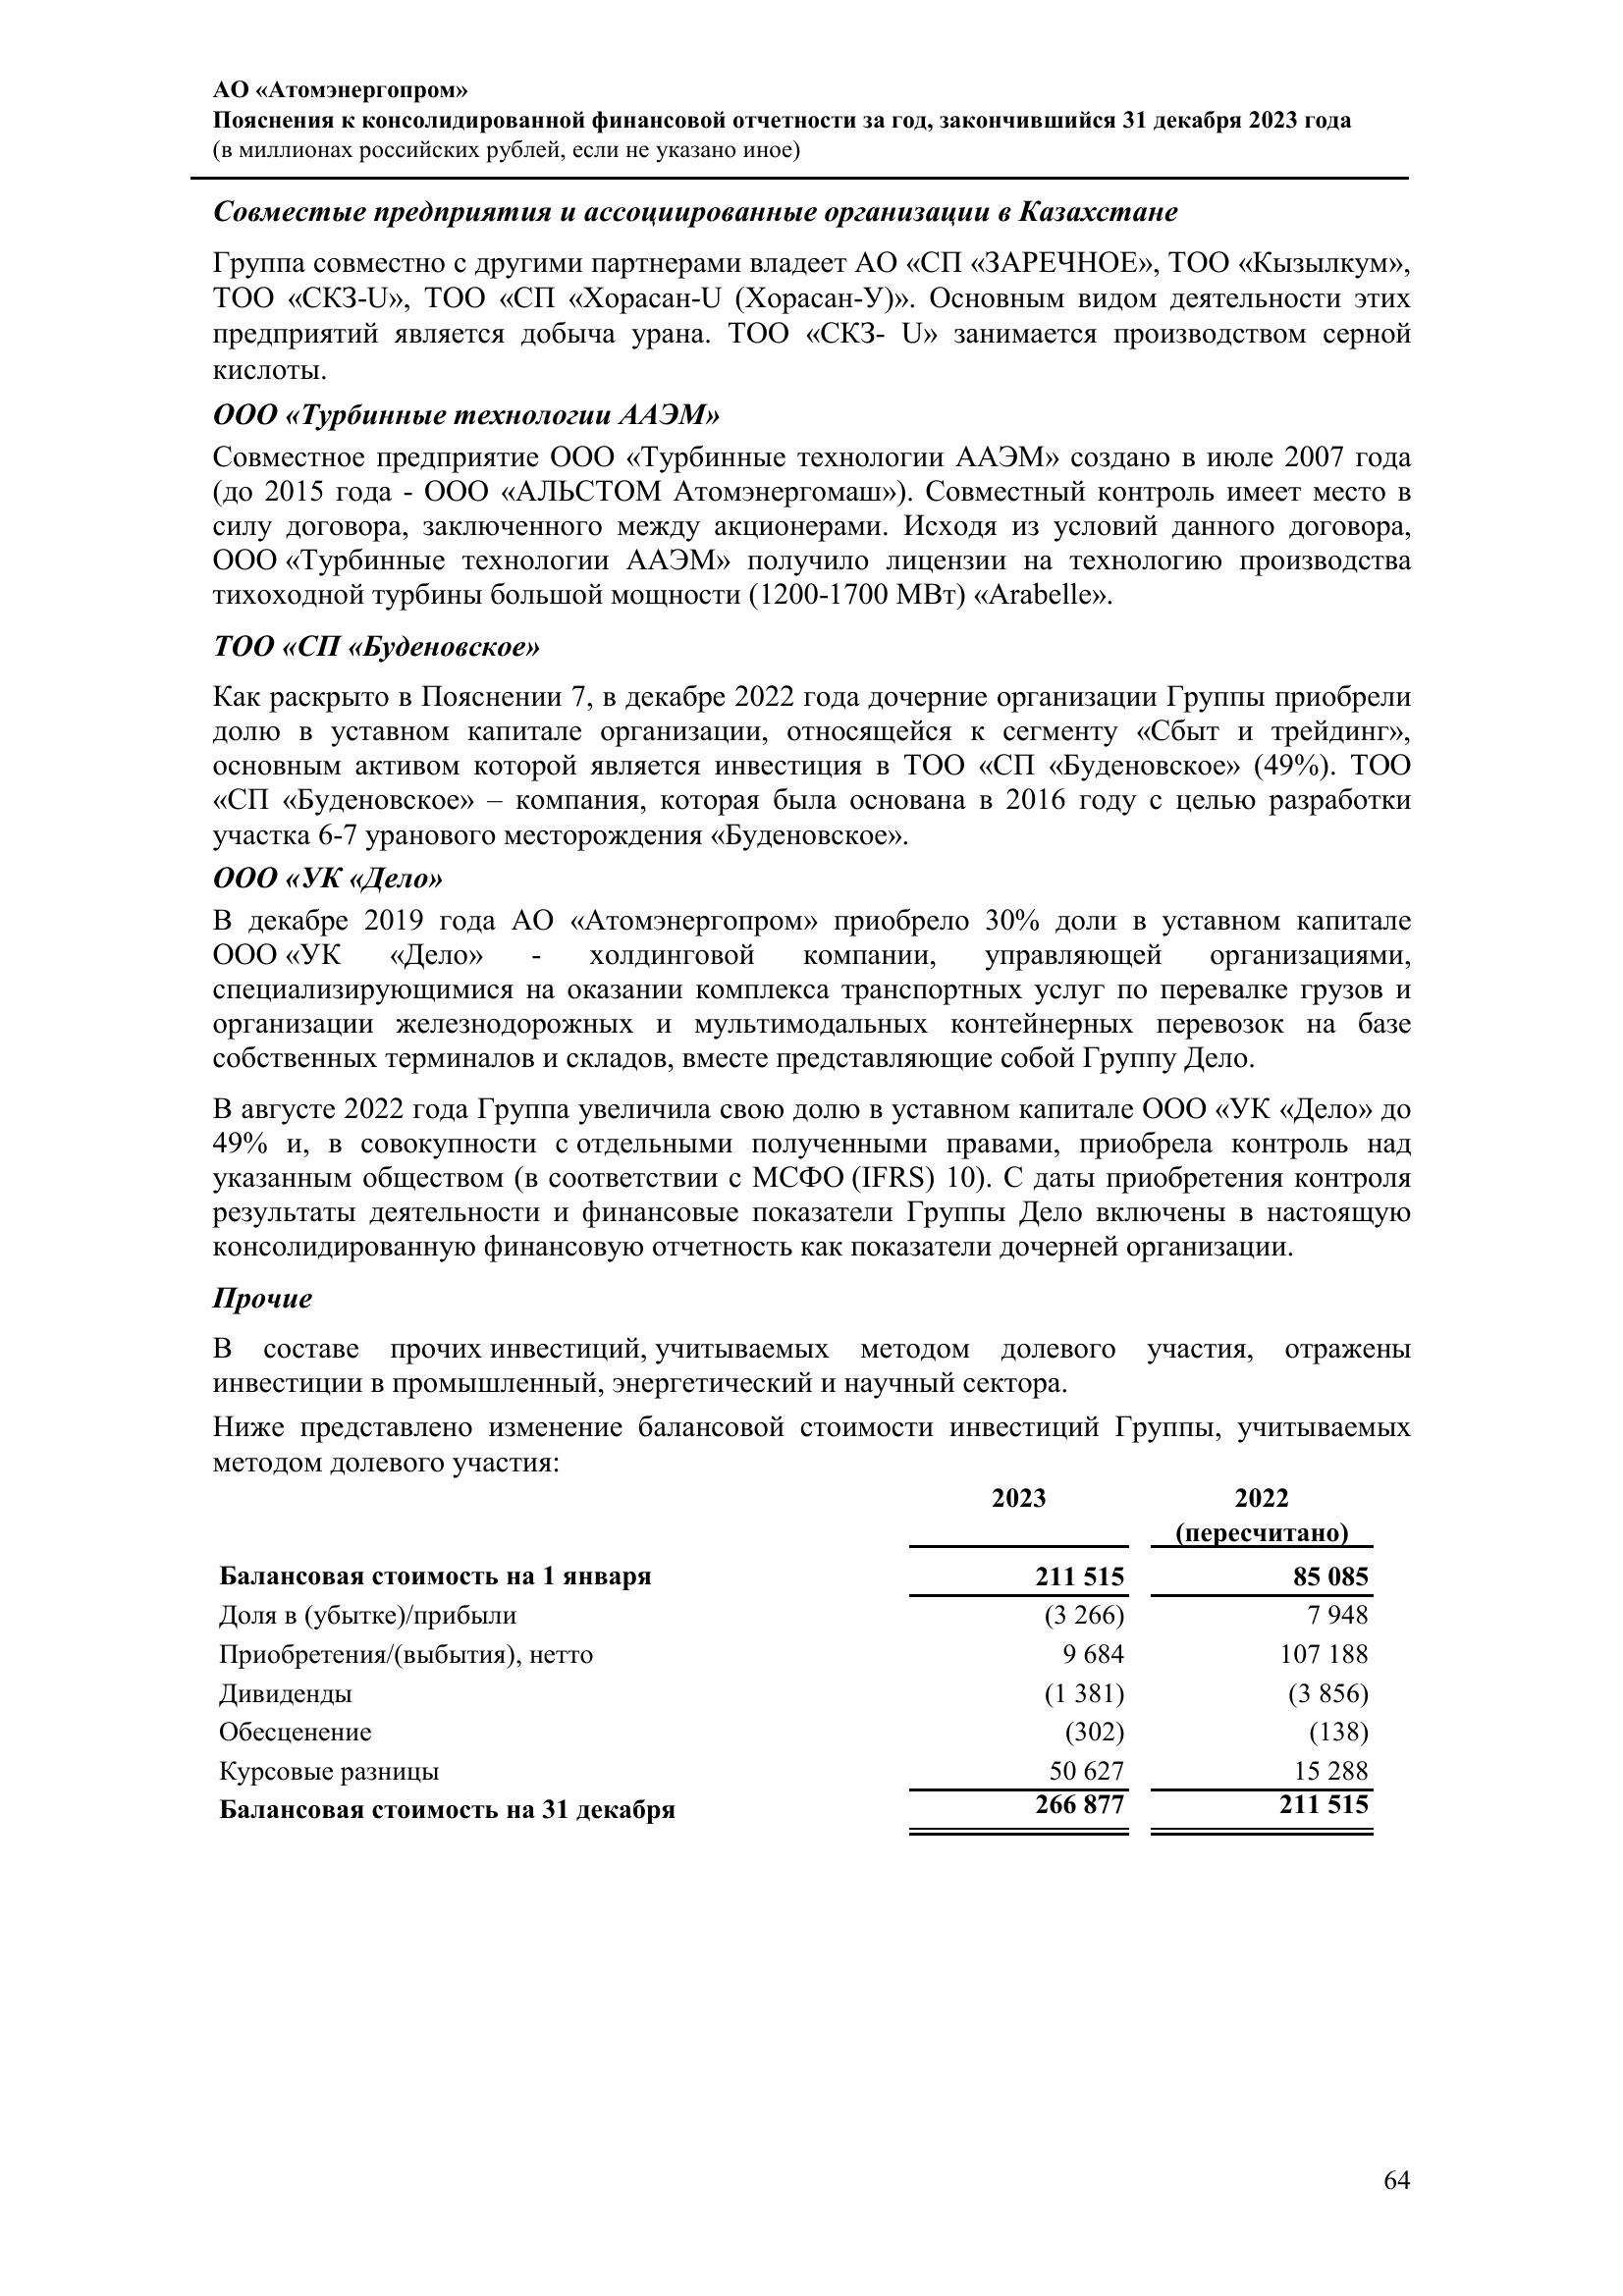 АО «Атомэнергопром»
Пояснения к консолидированной финансовой отчетности за год, закончившийся 31 декабря 2023 года
(в миллионах российских рублей, если не указано иное)
Совместые предприятия и ассоциированные организации в Казахстане
Группа совместно с другими партнерами владеет АО «СП «ЗАРЕЧНОЕ», ТОО «Кызылкум»,
ТОО «СКЗ-U», ТОО «СП «Хорасан-U (Хорасан-У)». Основным видом деятельности этих
предприятий является добыча урана. ТОО «СКЗ- U» занимается производством серной
кислоты.
ООО «Турбинные технологии ААЭМ»
Совместное предприятие ООО «Турбинные технологии ААЭМ» создано в июле 2007 года
(до 2015 года - ООО «АЛЬСТОМ Атомэнергомаш»). Совместный контроль имеет место в
силу договора, заключенного между акционерами. Исходя из условий данного договора,
ООО «Турбинные технологии ААЭМ» получило лицензии на технологию производства
тихоходной турбины большой мощности (1200-1700 МВт) «Arabelle».
ТОО «СП «Буденовское»
Как раскрыто в Пояснении 7, в декабре 2022 года дочерние организации Группы приобрели
долю в уставном капитале организации, относящейся к сегменту «Сбыт и трейдинг»,
основным активом которой является инвестиция в ТОО «СП «Буденовское» (49%). ТОО
«СП «Буденовское» – компания, которая была основана в 2016 году с целью разработки
участка 6-7 уранового месторождения «Буденовское».
ООО «УК «Дело»
В декабре 2019 года АО «Атомэнергопром» приобрело 30% доли в уставном капитале
ООО «УК «Дело» - холдинговой компании, управляющей организациями,
специализирующимися на оказании комплекса транспортных услуг по перевалке грузов и
организации железнодорожных и мультимодальных контейнерных перевозок на базе
собственных терминалов и складов, вместе представляющие собой Группу Дело.
В августе 2022 года Группа увеличила свою долю в уставном капитале ООО «УК «Дело» до
49% и, в совокупности с отдельными полученными правами, приобрела контроль над
указанным обществом (в соответствии с МСФО (IFRS) 10). С даты приобретения контроля
результаты деятельности и финансовые показатели Группы Дело включены в настоящую
консолидированную финансовую отчетность как показатели дочерней организации.
Прочие
В составе прочих инвестиций, учитываемых методом долевого участия, отражены
инвестиции в промышленный, энергетический и научный сектора.
Ниже представлено изменение балансовой стоимости инвестиций Группы, учитываемых
методом долевого участия:
2023 2022
(пересчитано)
Балансовая стоимость на 1 января 211 515 85 085
Доля в (убытке)/прибыли (3 266) 7 948
Приобретения/(выбытия), нетто 9 684 107 188
Дивиденды (1 381) (3 856)
Обесценение (302) (138)
Курсовые разницы 50 627 15 288
Балансовая стоимость на 31 декабря 266 877 211 515
64